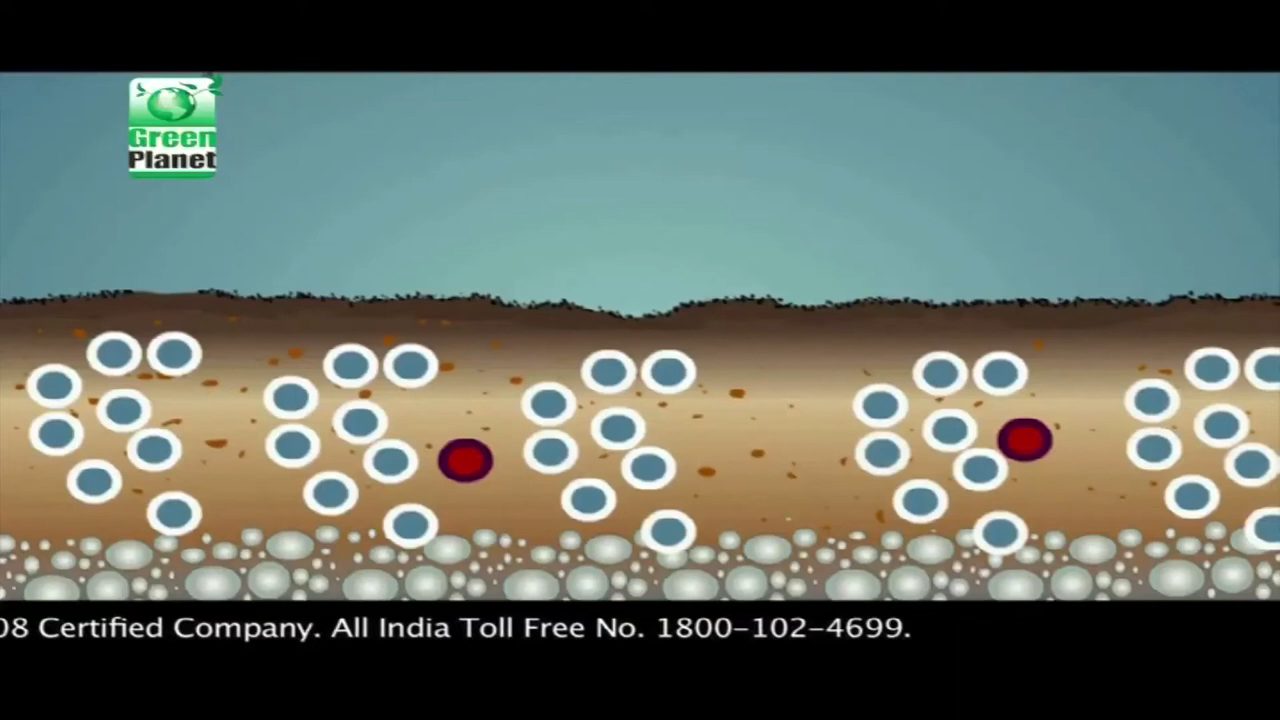 Green
Planet
08 Certified Company. All India Toll Free No. 1800-102-4699.